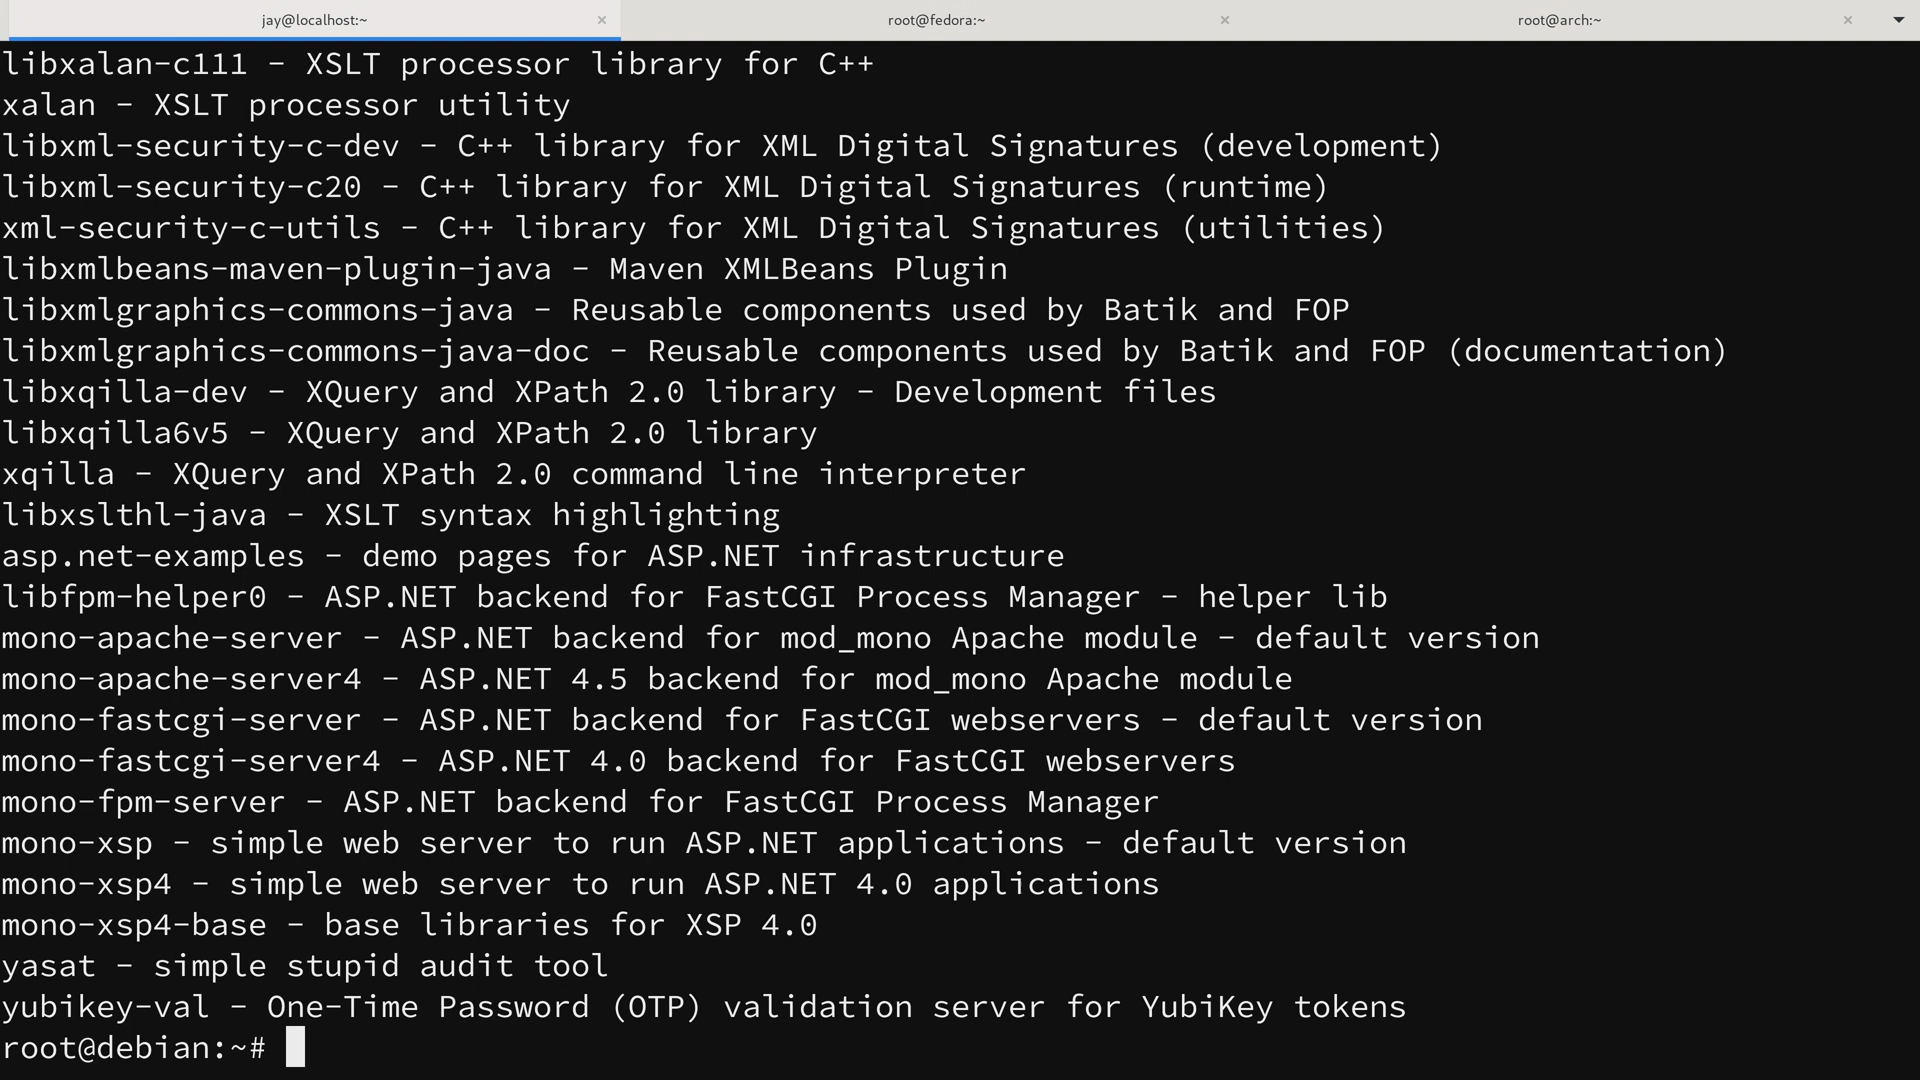 jay@localhost:~ × root@fedora:~ × root@arch:~ ×
libxalan-c111 - XSLT processor library for C++
xalan - XSLT processor utility
libxml-security-c-dev - C++ library for XML Digital Signatures (development)
libxml-security-c20 - C++ library for XML Digital Signatures (runtime)
xml-security-c-utils - C++ library for XML Digital Signatures (utilities)
libxmlbeans-maven-plugin-java - Maven XMLBeans Plugin
libxmlgraphics-commons-java - Reusable components used by Batik and FOP
libxmlgraphics-commons-java-doc - Reusable components used by Batik and FOP (documentation)
libxqilla-dev - XQuery and XPath 2.0 library - Development files
libxqilla6v5 - XQuery and XPath 2.0 library
xqilla - XQuery and XPath 2.0 command line interpreter
libxslthl-java - XSLT syntax highlighting
asp.net-examples - demo pages for ASP.NET infrastructure
libfpm-helper0 - ASP.NET backend for FastCGI Process Manager - helper lib
mono-apache-server - ASP.NET backend for mod_mono Apache module - default version
mono-apache-server4 - ASP.NET 4.5 backend for mod_mono Apache module
mono-fastcgi-server - ASP.NET backend for FastCGI webservers - default version
mono-fastcgi-server4 - ASP.NET 4.0 backend for FastCGI webservers
mono-fpm-server - ASP.NET backend for FastCGI Process Manager
mono-xsp - simple web server to run ASP.NET applications - default version
mono-xsp4 - simple web server to run ASP.NET 4.0 applications
mono-xsp4-base - base libraries for XSP 4.0
yasat - simple stupid audit tool
yubikey-val - One-Time Password (OTP) validation server for YubiKey tokens
root@debian:~#